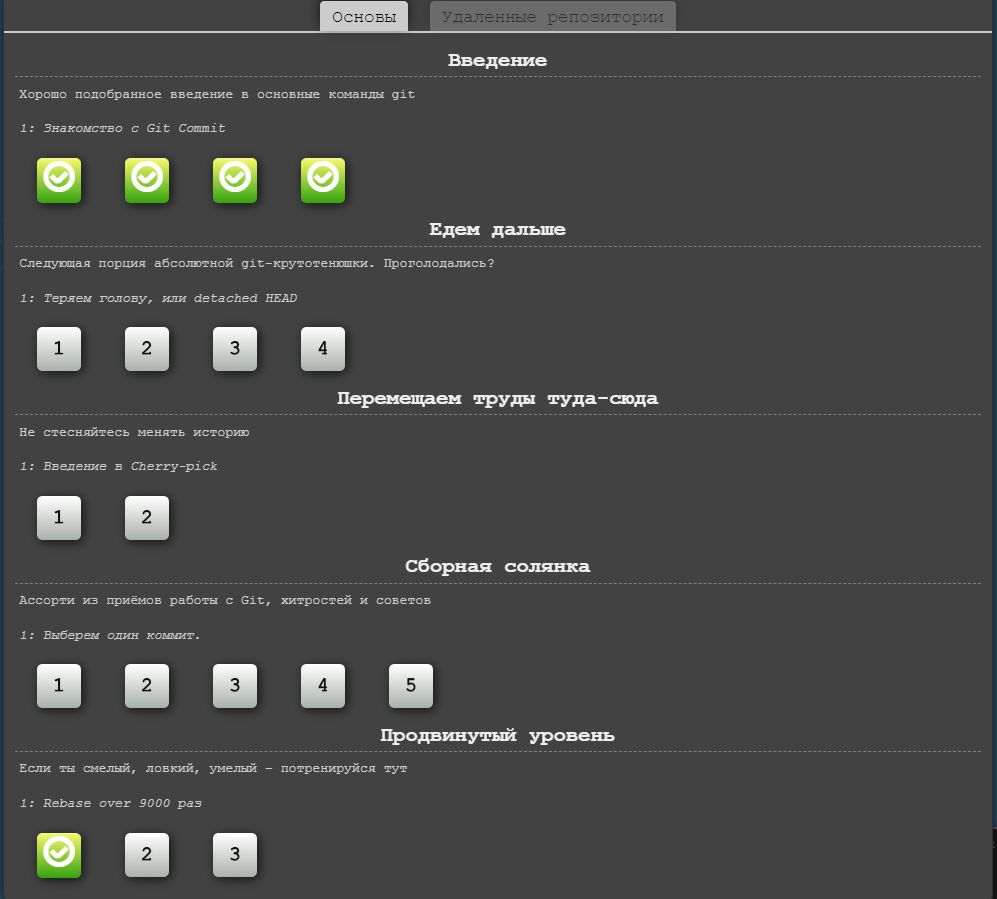 Основы Удаленные репозитории
Введение
Хорошо подобранное введение в основные команды git
1: Знакомство с Git Commit
Едем дальше
Следующая порция абсолютной git-крутотенюшки. Проголодались?
1: Теряем голову, или detached HEAD
1 2 3 4
Перемещаем труды туда-сюда
Не стесняйтесь менять историю
1: Введение в Cherry-pick
1 2
Сборная солянка
Ассорти из приёмов работы с Git, хитростей и советов
1: Выберем один коммит.
1 2 3 4 5
Продвинутый уровень
Если ты смелый, ловкий, умелый – потренируйся тут
1: Rebase over 9000 раз
2 3